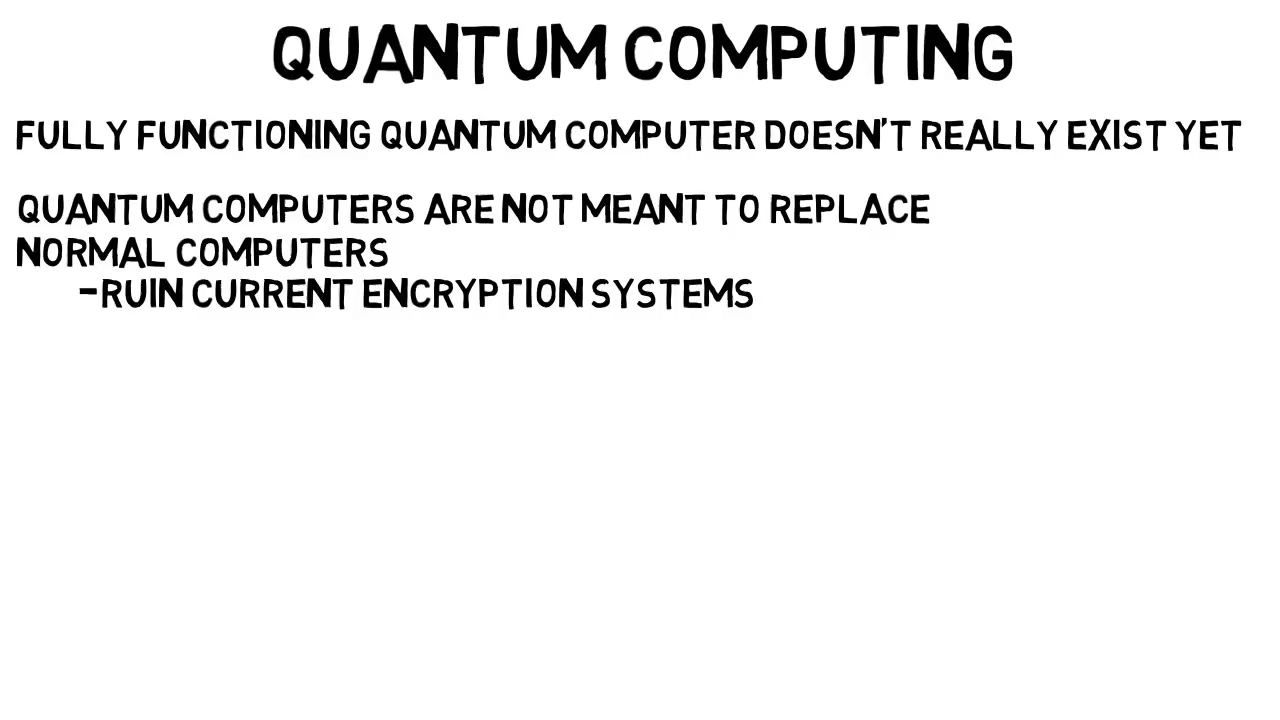 QUANTUM COMPUTING
FULLY FUNCTIONING QUANTUM COMPUTER DOESN'T REALLY EXIST YET
QUANTUM COMPUTERS ARE NOT MEANT TO REPLACE
NORMAL COMPUTERS
-RUIN CURRENT ENCRYPTION SYSTEMS